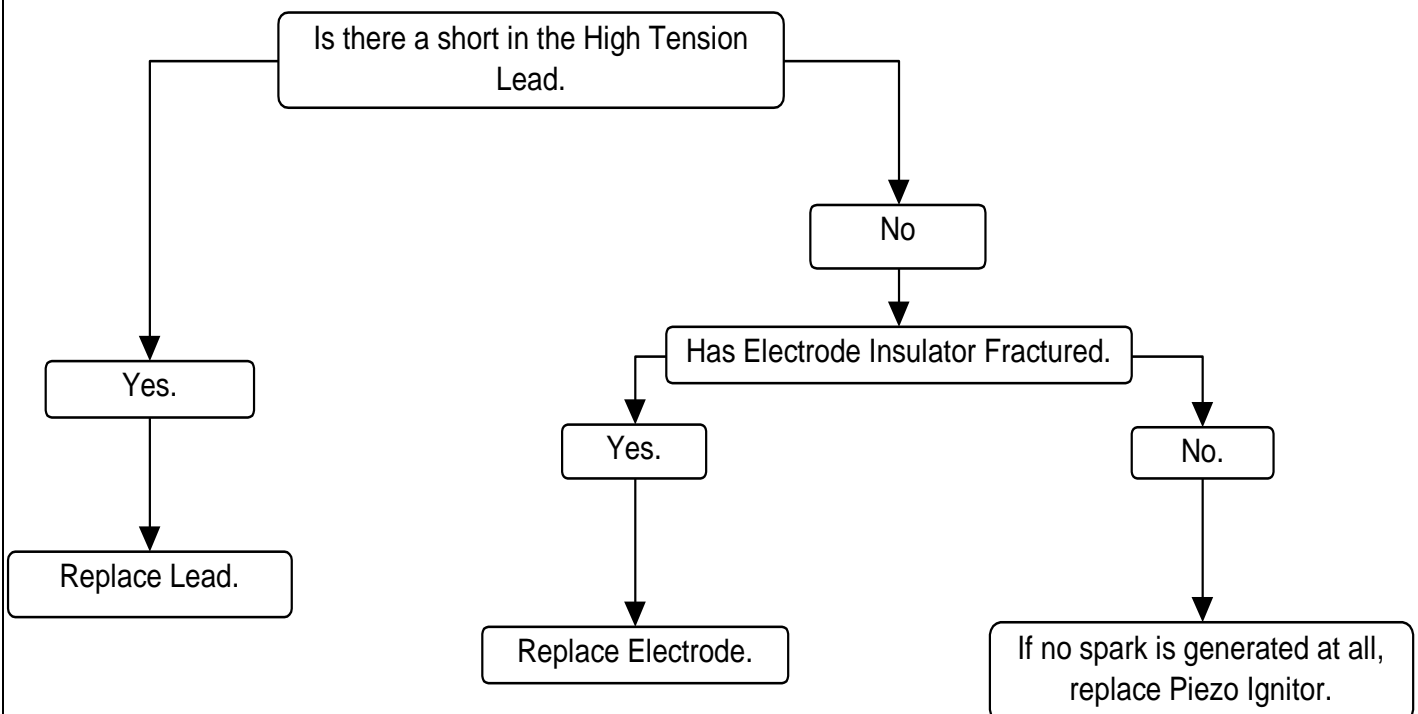 Is there a short in the High Tension
Lead.
No
Has Electrode Insulator Fractured.
Yes.
Yes.
No.
Replace Lead.
Replace Electrode.
If no spark is generated at all,
replace Piezo Ignitor.